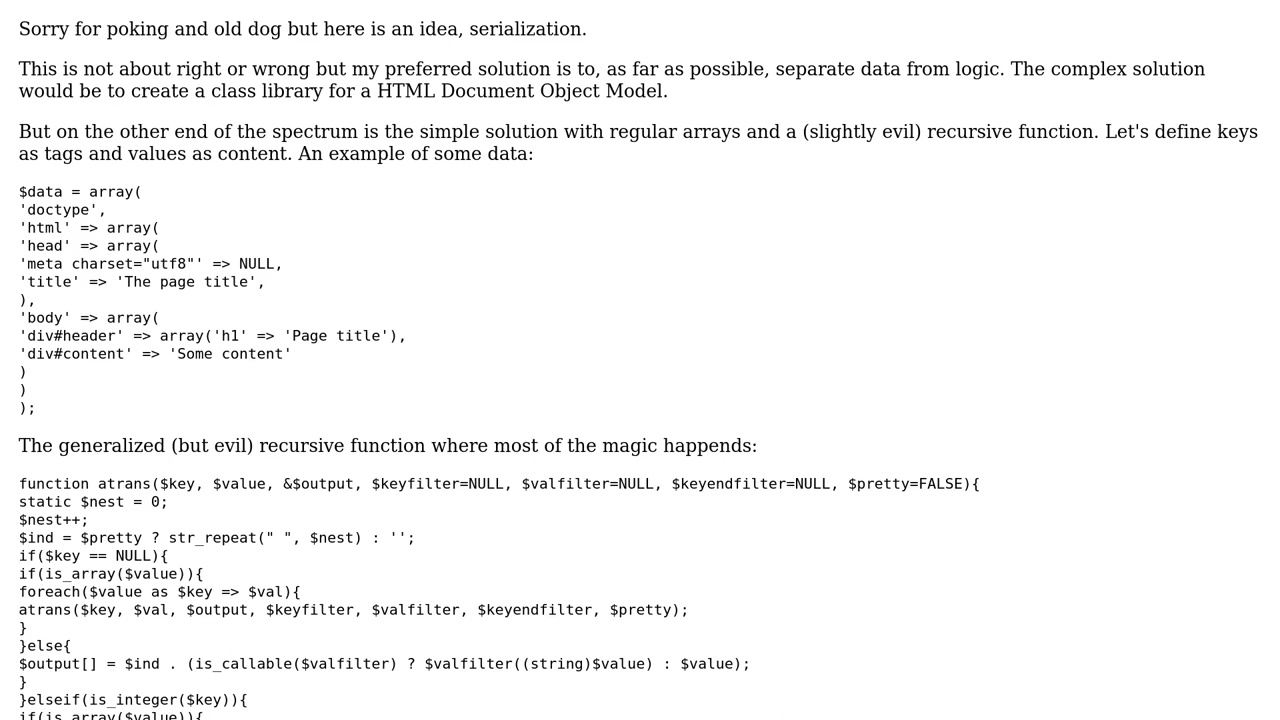 Sorry for poking and old dog but here is an idea, serialization.
This is not about right or wrong but my preferred solution is to, as far as possible, separate data from logic. The complex solution
would be to create a class library for a HTML Document Object Model.
But on the other end of the spectrum is the simple solution with regular arrays and a (slightly evil) recursive function. Let's define keys
as tags and values as content. An example of some data:
$data = array(
'doctype',
'html' => array(
'head' => array(
'meta charset="utf8"' => NULL,
'title' => 'The page title',
),
'body' => array(
'div#header' => array('h1' => 'Page title'),
'div#content' => 'Some content'
)
)
);
The generalized (but evil) recursive function where most of the magic happends:
function atrans($key, $value, &$output, $keyfilter=NULL, $valfilter=NULL, $keyendfilter=NULL, $pretty=FALSE){
static $nest = 0;
$nest++;
$ind = $pretty ? str_repeat(" ", $nest) : '';
if($key == NULL){
if(is_array($value)){
foreach($value as $key => $val){
atrans($key, $val, $output, $keyfilter, $valfilter, $keyendfilter, $pretty);
}
}else{
$output[] = $ind . (is_callable($valfilter) ? $valfilter((string)$value) : $value);
}
}elseif(is_integer($key)){
if(is_array($value)){